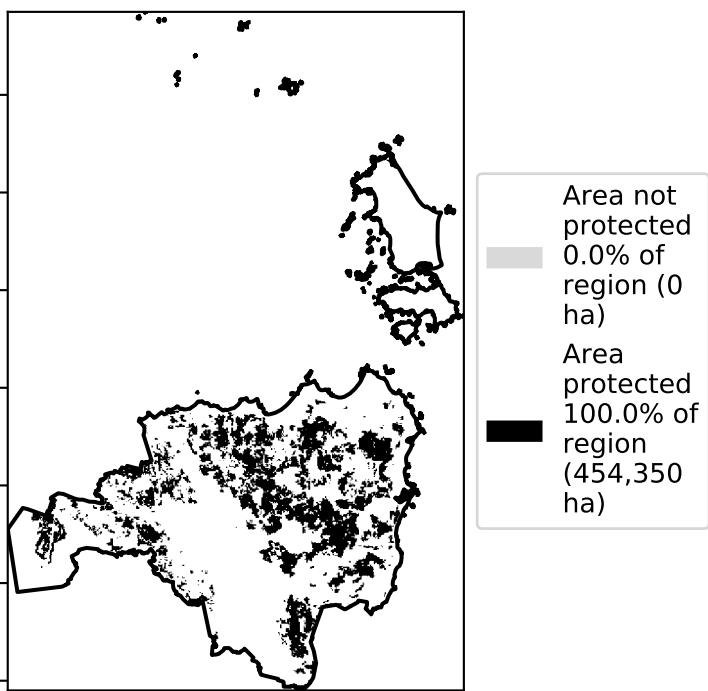 Area not
protected
0.0% of
region (0
ha)
Area
protected
100.0% of
region
(454,350
ha)